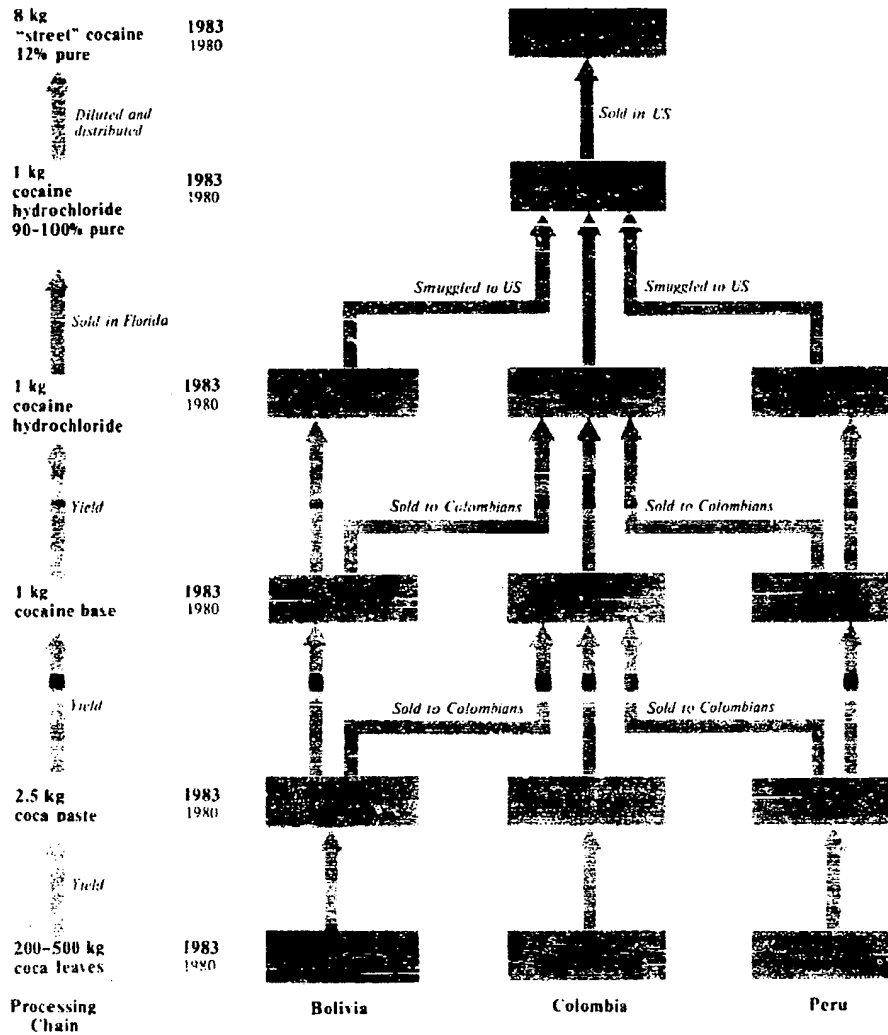 8 kg
"street" cocaine
12% pure
1983
1980
Diluted and
distributed
Sold in US
1 kg
cocaine
hydrochloride
90-100% pure
1983
1980
Smuggled to US
Smuggled to US
Sold in Florida
1 kg
cocaine
hydrochloride
1983
1980
Yield
Sold to Colombians
Sold to Colombians
1 kg
cocaine base
1983
1980
Yield
Sold to Colombians
Sold to Colombians
2.5 kg
coca paste
1983
1980
Yield
200-500 kg
coca leaves
1983
1980
Processing
Chain
Bolivia
Colombia
Peru